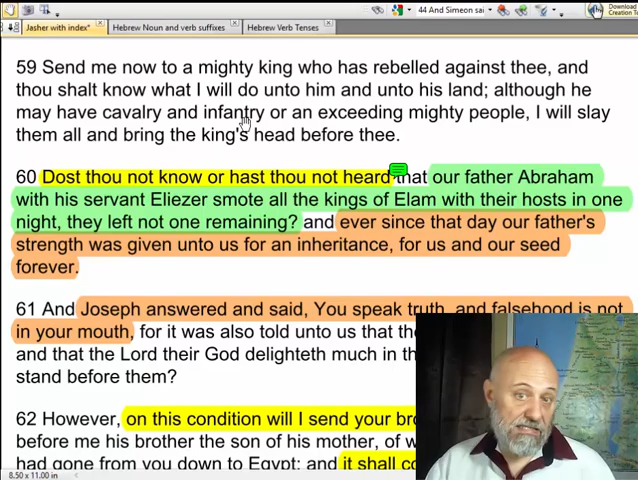 44 And Simeon sai
Download
Creation T
Jasher with index*
Hebrew Noun and verb suffixes
Hebrew Verb Tenses
59 Send me now to a mighty king who has rebelled against thee, and
thou shalt know what I will do unto him and unto his land; although he
may have cavalry and infantry or an exceeding mighty people, I will slay
them all and bring the king's head before thee.
60 Dost thou not know or hast thou not heard that our father Abraham
with his servant Eliezer smote all the kings of Elam with their hosts in one
night, they left not one remaining? and ever since that day our father's
strength was given unto us for an inheritance, for us and our seed
forever.
61 And Joseph answered and said, You speak truth, and falsehood is not
in your mouth, for it was also told unto us that the
and that the Lord their God delighteth much in th
stand before them?
62 However, on this condition will I send your bro
before me his brother the son of his mother, of w
had gone from you down to Egypt; and it shall co
8.50 x 11.00 in